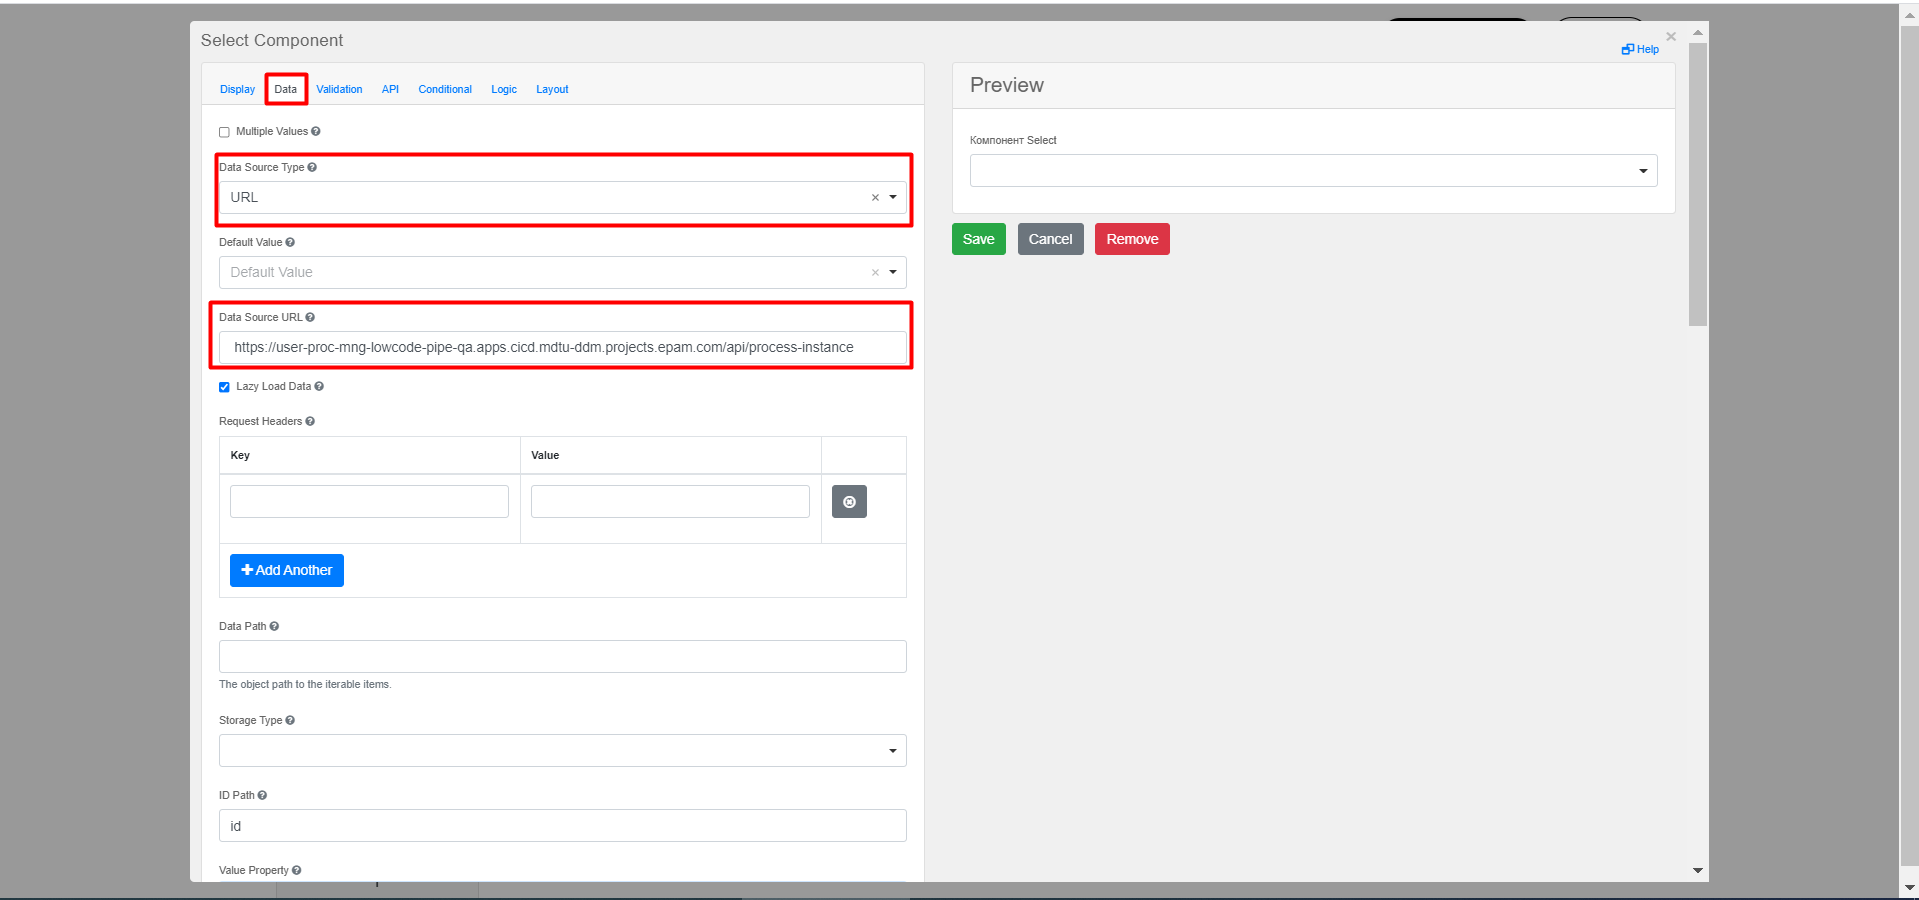 Select Component
Help
Display Data Validation API Conditional Logic Layout
Multiple Values
Data Source Type
URL
Default Value
Default Value
Data Source URL
https://user-proc-mng-lowcode-pipe-qa.apps.cicd.mdtu-ddm.projects.epam.com/api/process-instance
Lazy Load Data
Request Headers
Key Value
Add Another
Data Path
The object path to the iterable items.
Storage Type
ID Path
id
Value Property
Preview
Компонент Select
Save Cancel Remove